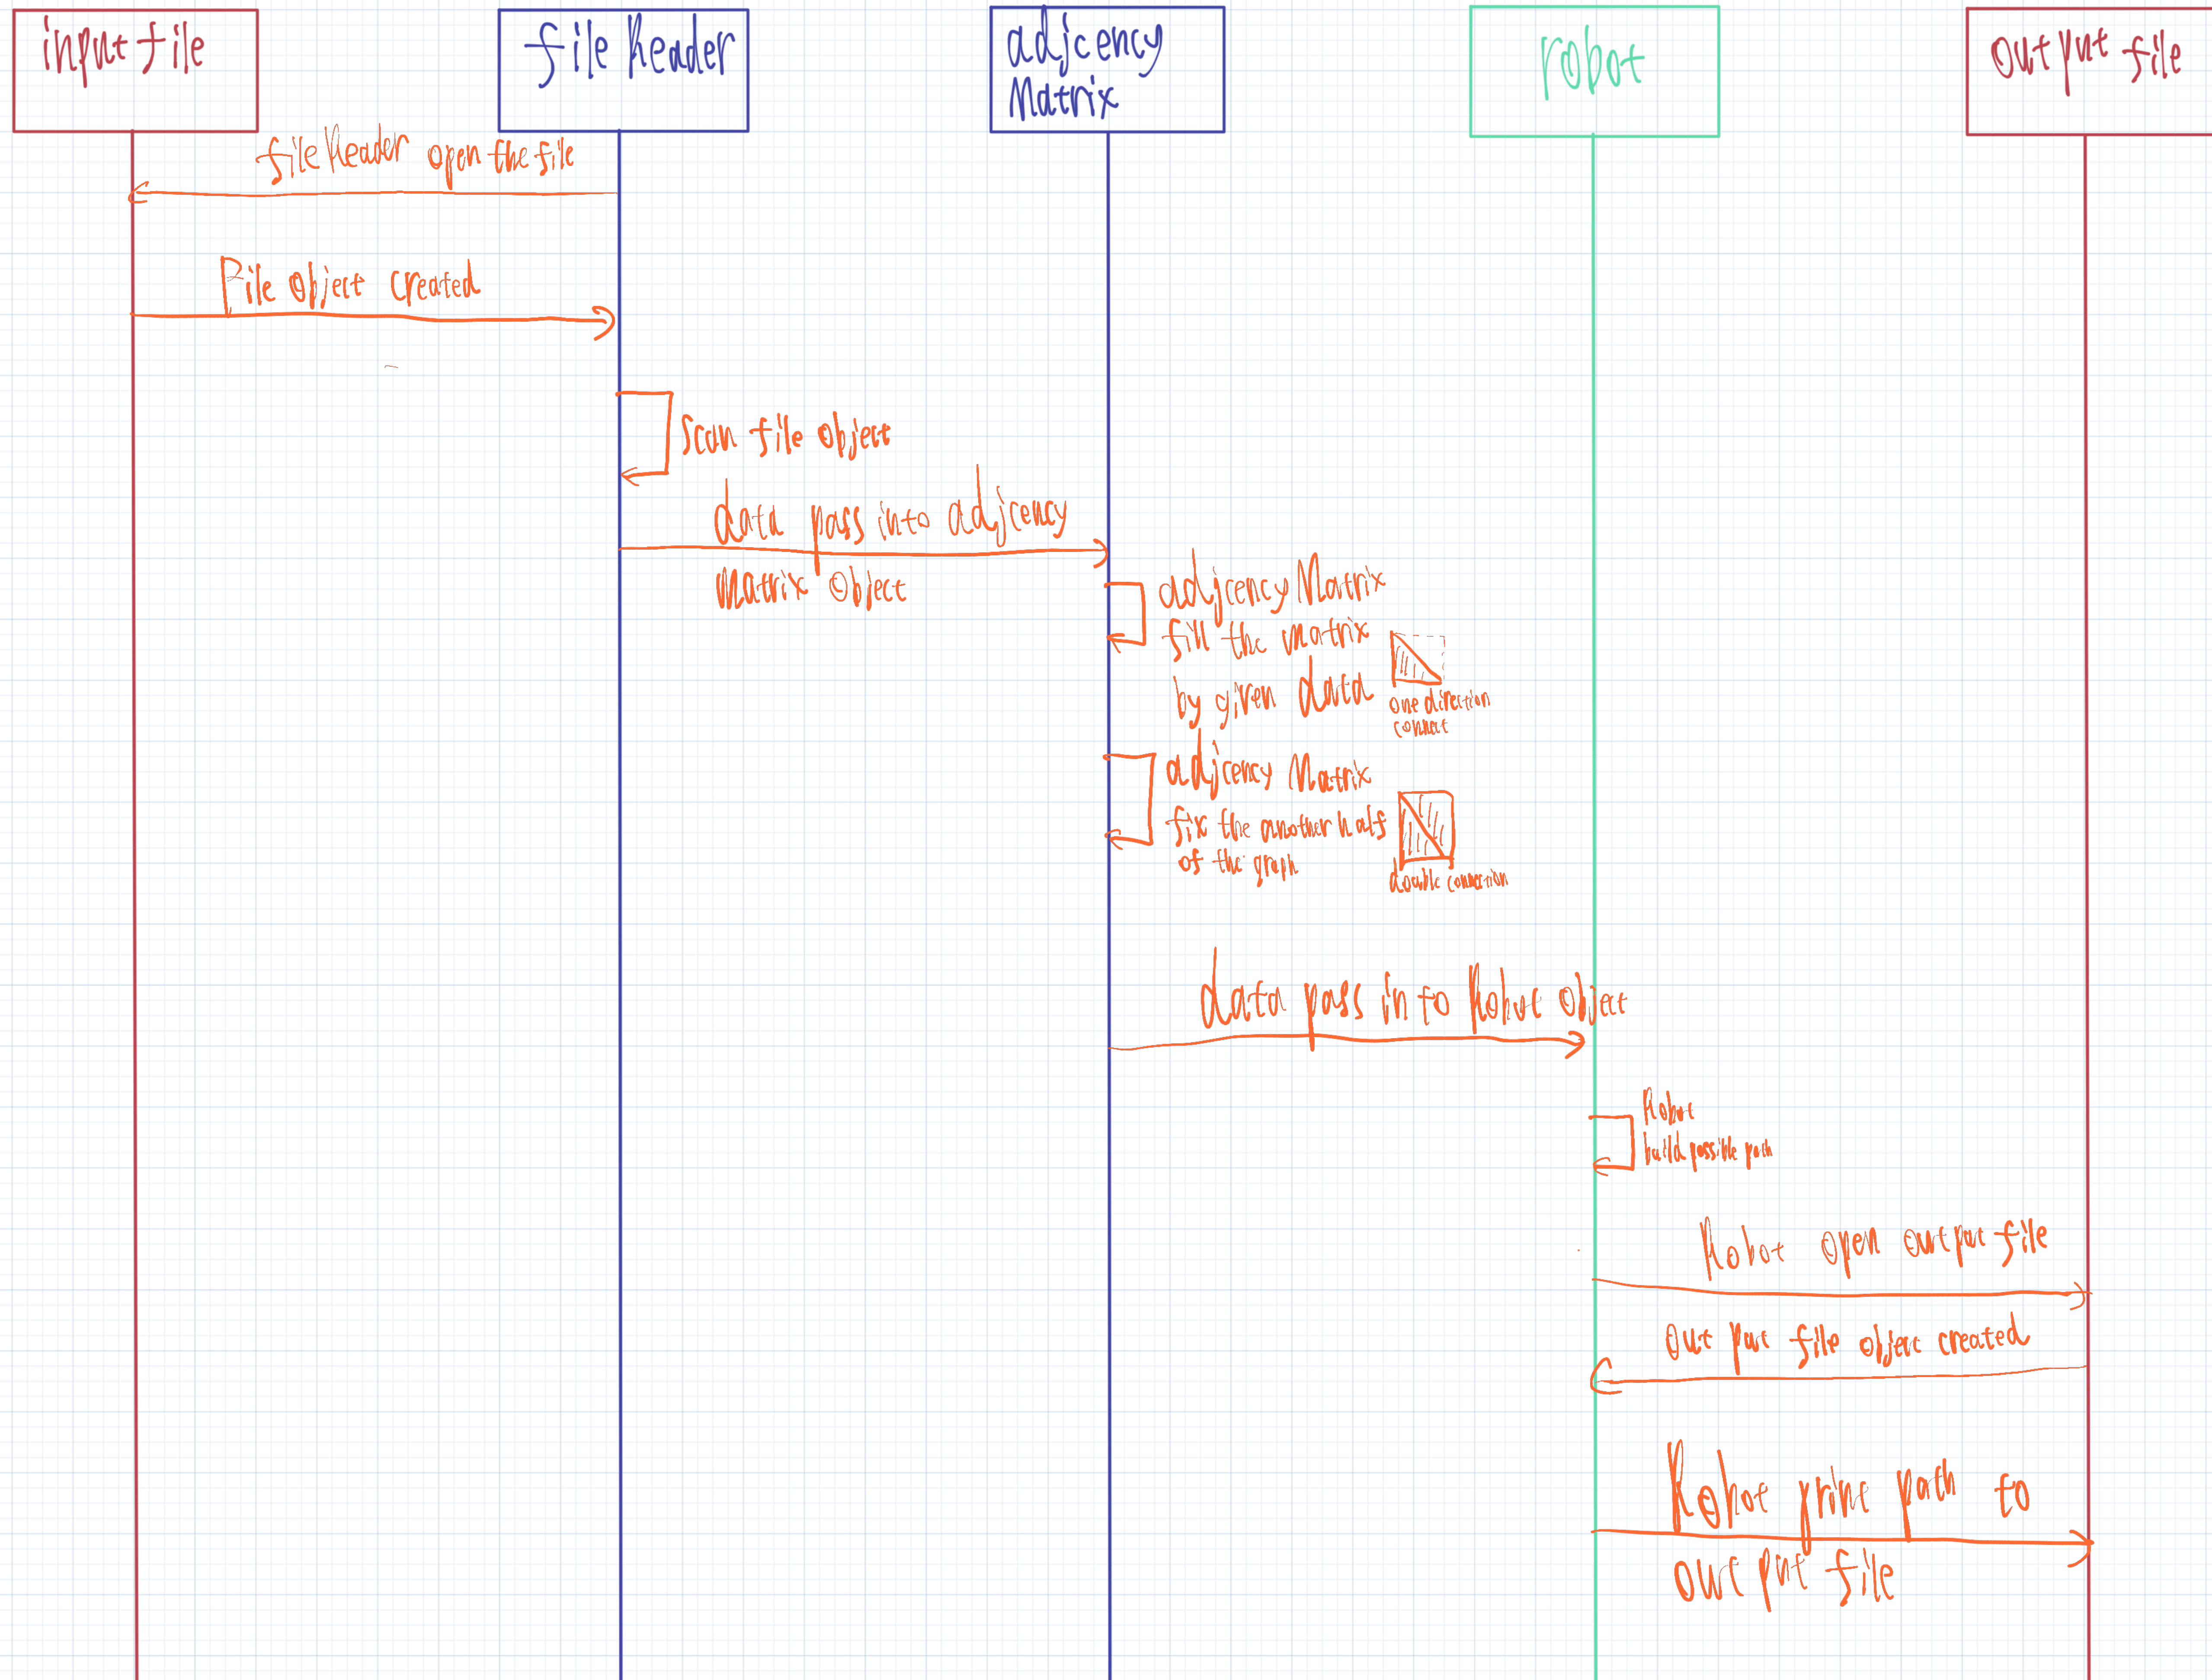 input file
file Reader
adjcency
Matrix
robot
output file
file Reader open the file
File object created
Scan file object
data pass into adjcency
Matrix object
adjcency Matrix
fill the matrix
by given data
one direction
connect
adjcency Matrix
fix the another half
of the graph
double connection
data pass in to Robot object
Robot
build possible path
Robot open output file
out put file object created
Robot print path to
out put file